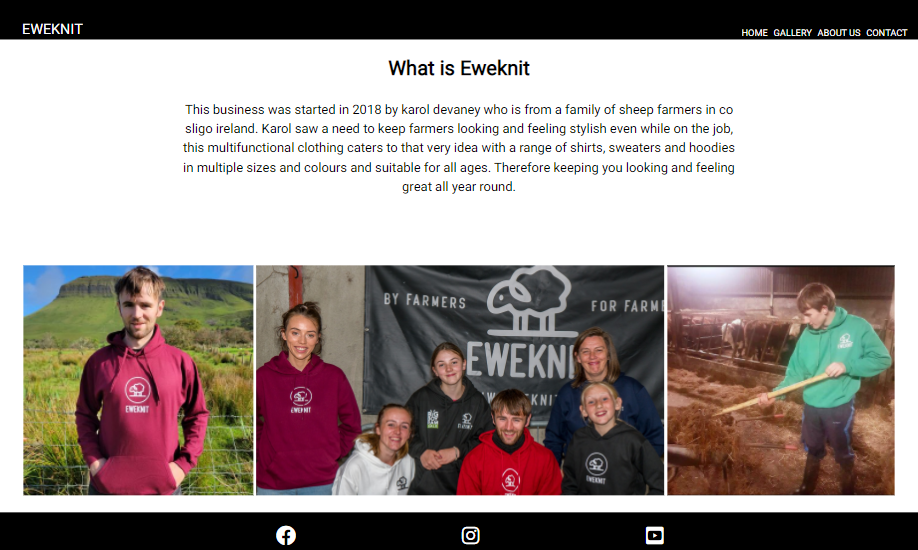 EWEKNIT
HOME GALLERY ABOUT US CONTACT
What is Eweknit
This business was started in 2018 by karol devaney who is from a family of sheep farmers in co
sligo ireland. Karol saw a need to keep farmers looking and feeling stylish even while on the job,
this multifunctional clothing caters to that very idea with a range of shirts, sweaters and hoodies
in multiple sizes and colours and suitable for all ages. Therefore keeping you looking and feeling
great all year round.
BY FARMERS
FOR FARME
EWEKNI
EWEKNIT
EWEKNIT
EWEKNIT